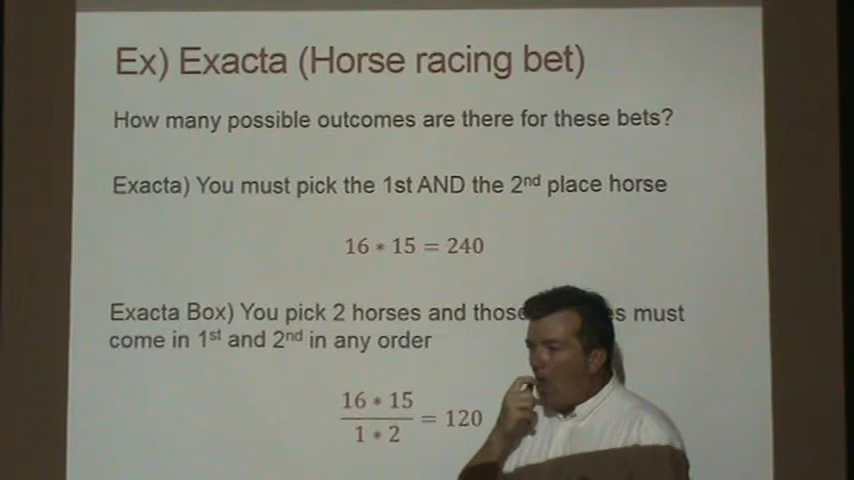 Ex) Exacta (Horse racing bet)
How many possible outcomes are there for these bets?
Exacta) You must pick the 1st AND the 2nd place horse
16 * 15 = 240
Exacta Box) You pick 2 horses and those must
come in 1st and 2nd in any order
16 * 15
1 * 2
= 120